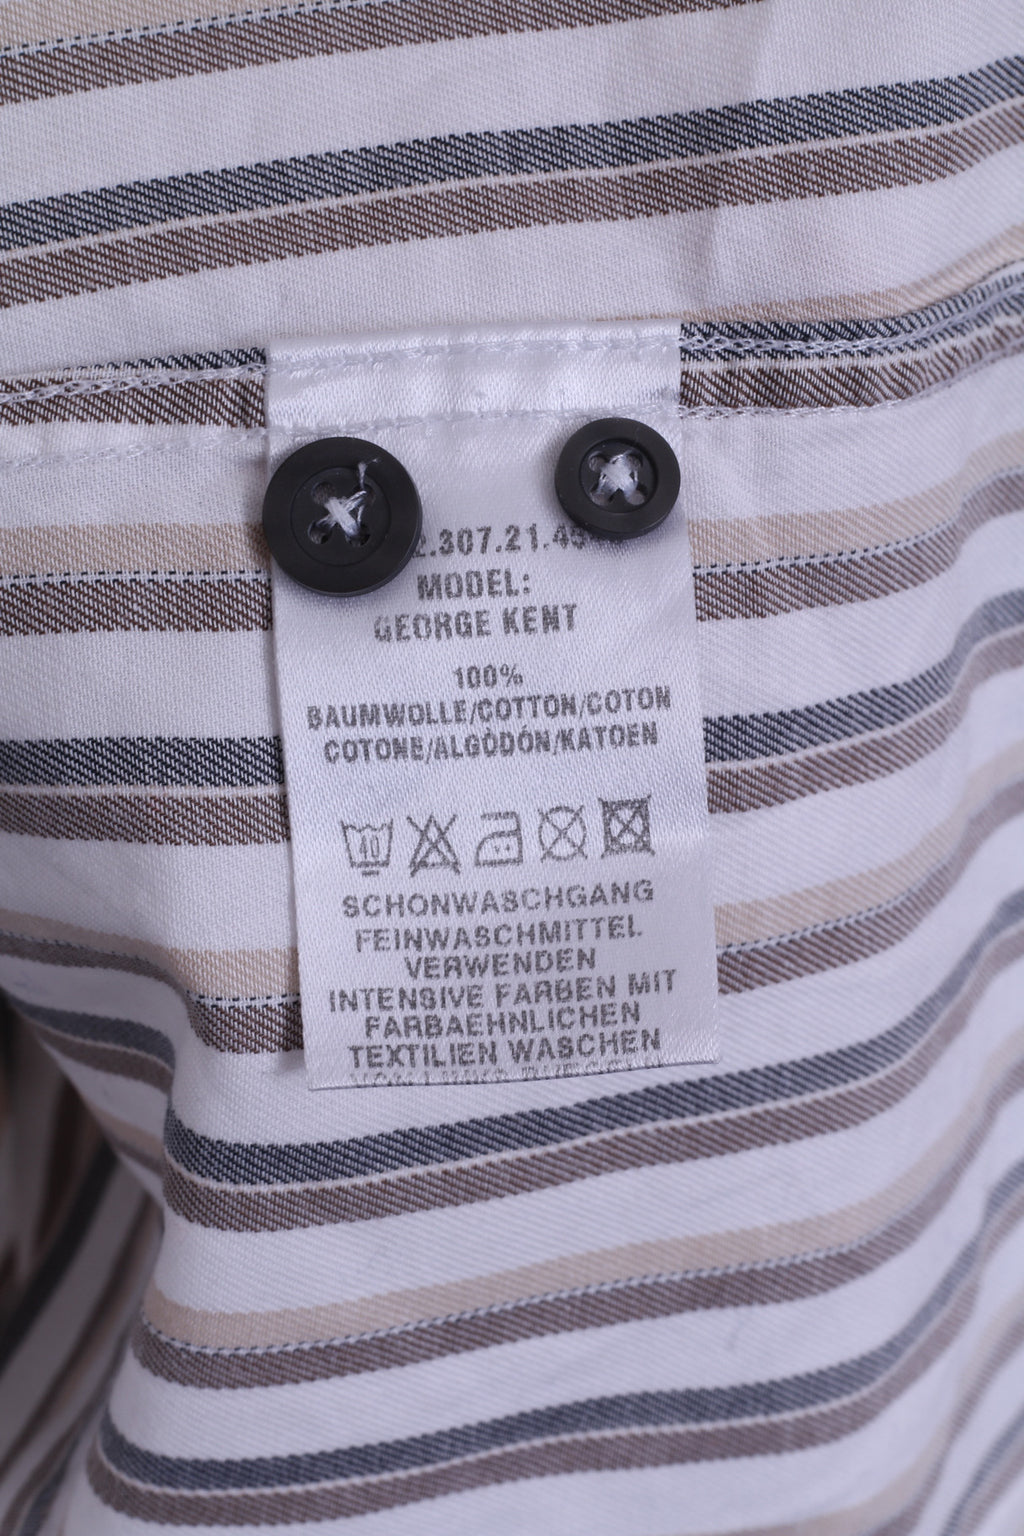 2.307.21.45
MODEL:
GEORGE KENT
100%
BAUMWOLLE/COTTON/COTON
COTONE/ALGÒDÓN/KATOEN
40
SCHONWASCHGANG
FEINWASCHMITTEL
VERWENDEN
INTENSIVE FARBEN MIT
FARBAEHNLICHEN
TEXTILIEN WASCHEN